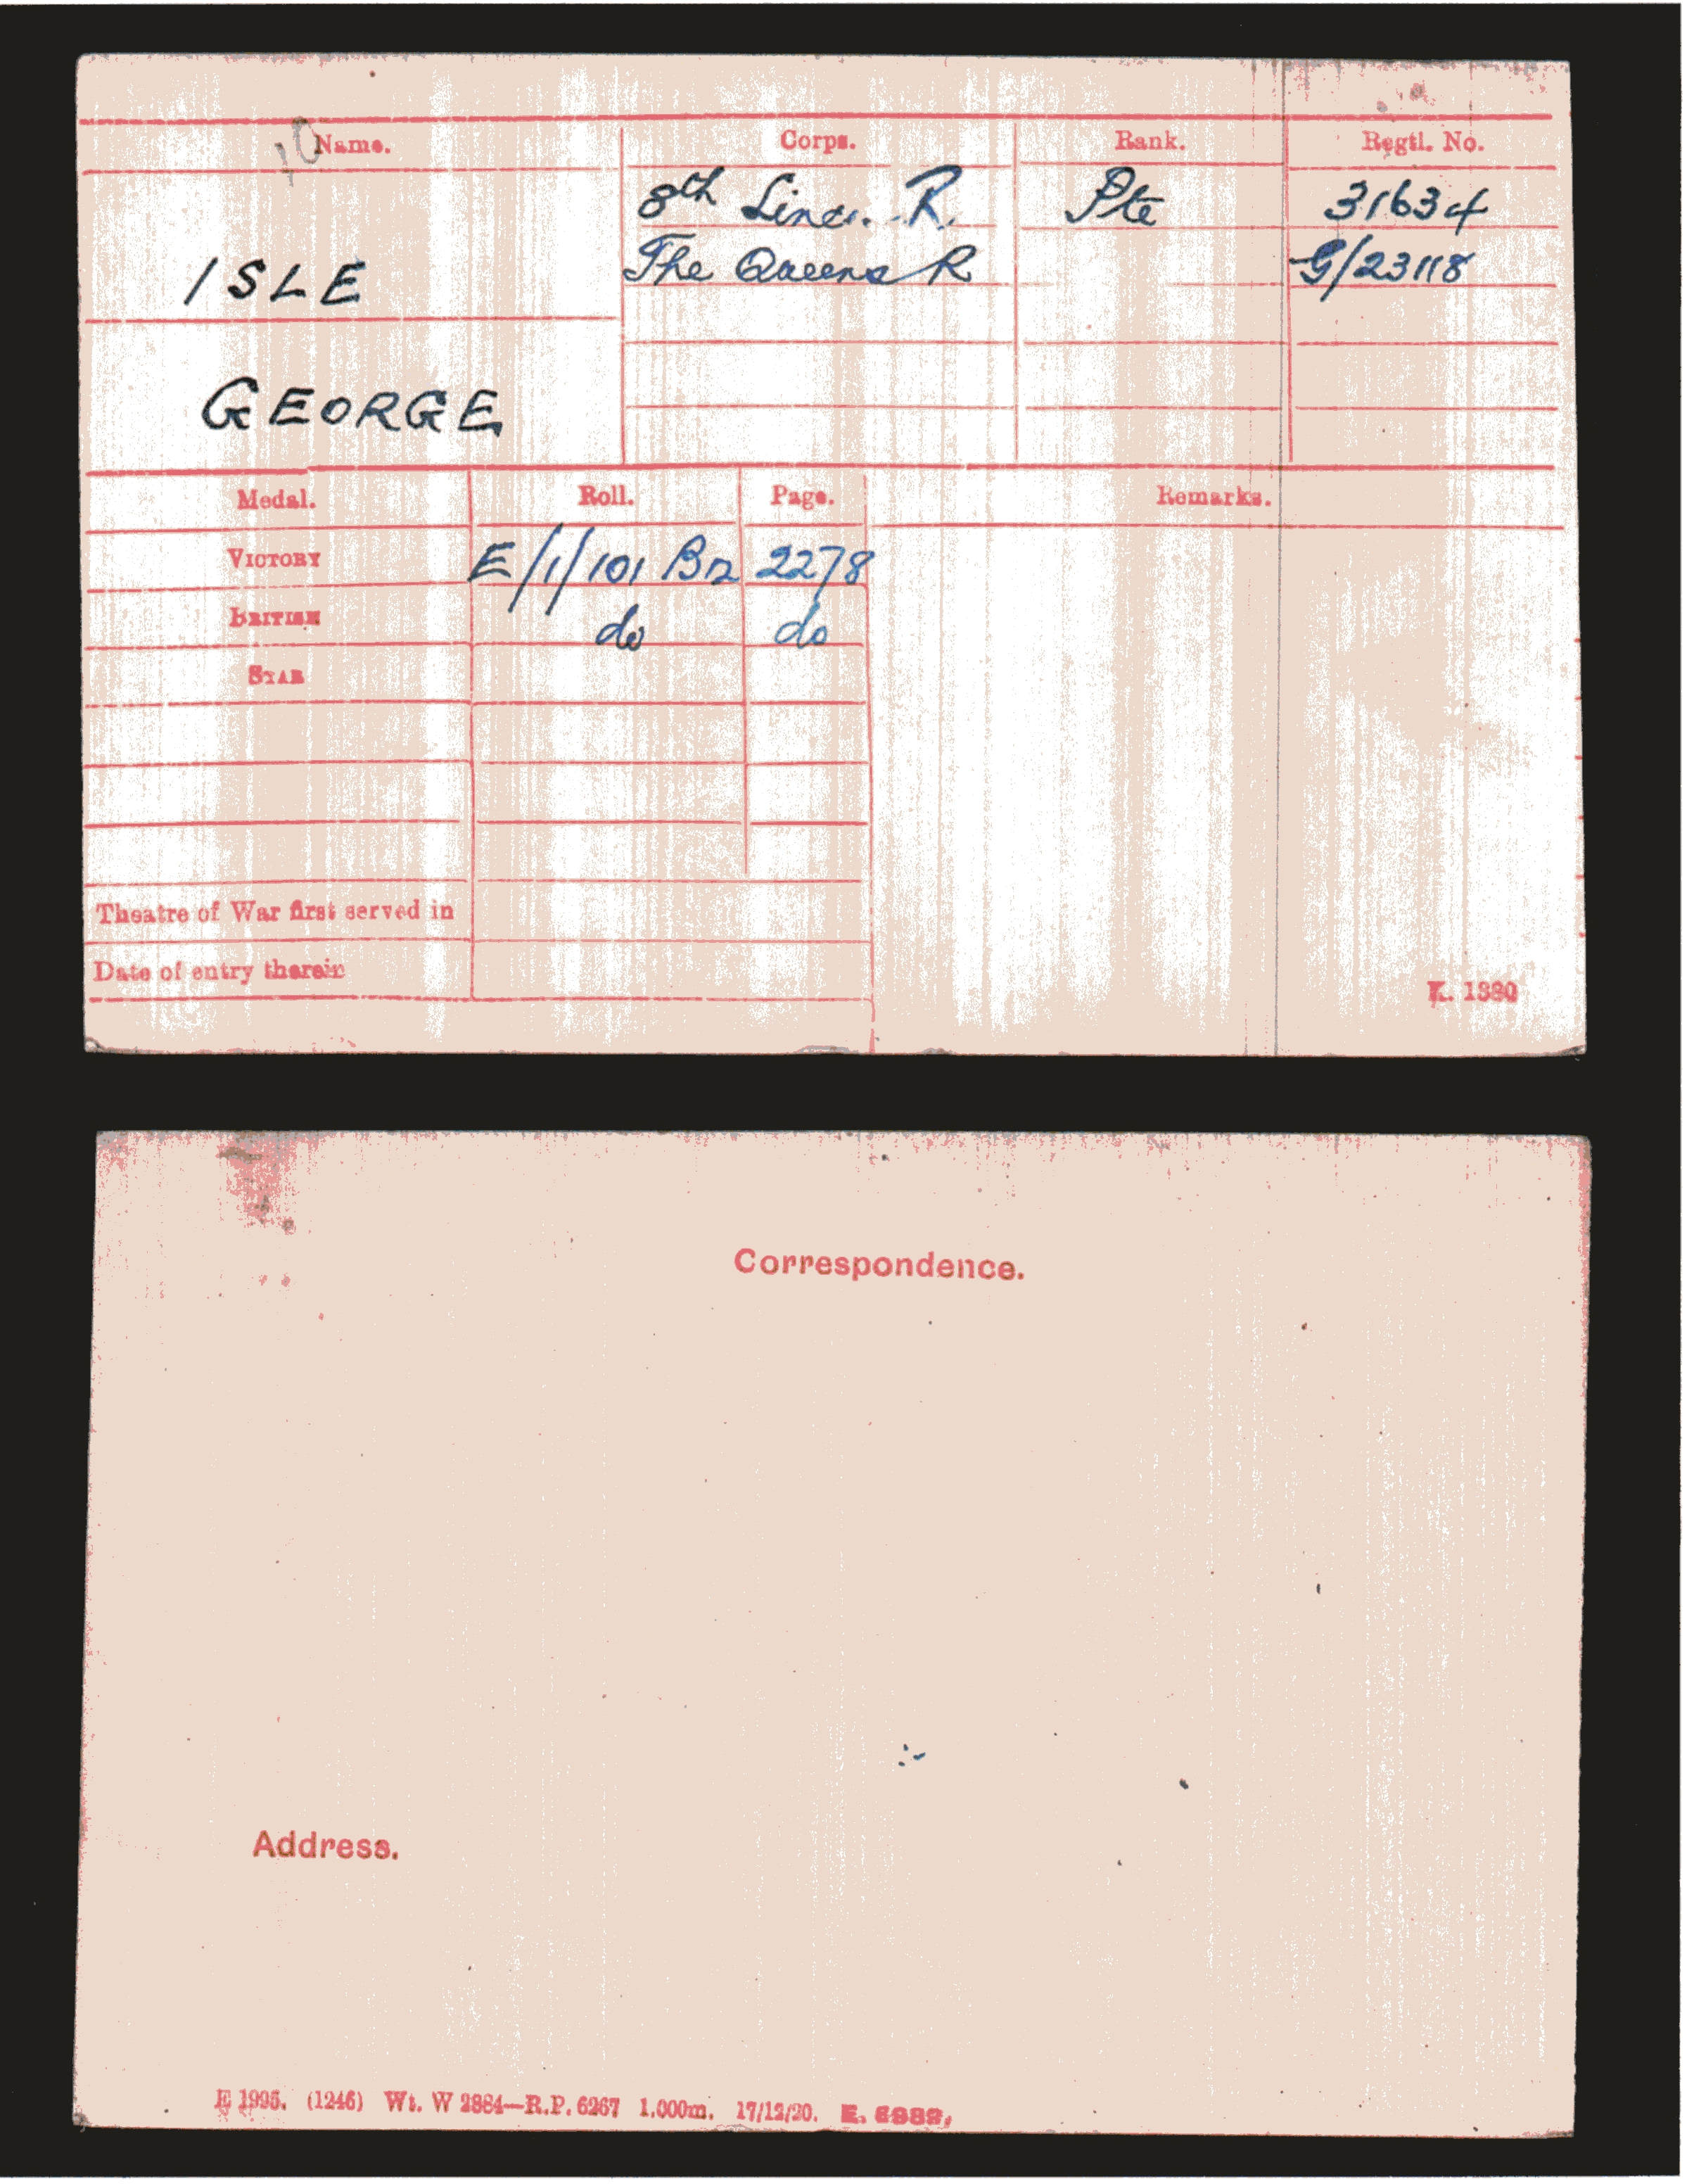 10
Name. Corps. Rank. Regtl. No.
8th Linc. R. Pte 31634
ISLE The Queens R G/23118
GEORGE
Medal. Roll. Page. Remarks.
VICTORY E/1/101 B2 2278
BRITISH do do
STAR
Theatre of War first served in
Date of entry therein
K. 1380
Correspondence.
Address.
E 1995. (1246) Wt. W 2884—R.P. 6267 1,000m. 17/12/20.